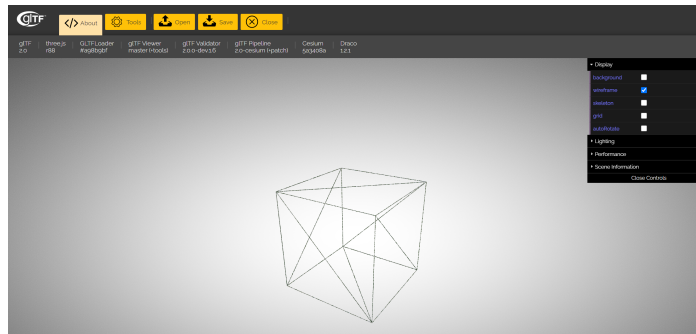 glTF
</> About
Tools
Open
Save
Close
glTF 2.0
three.js r88
GLTFLoader #a98b9bf
glTF Viewer master (+tools)
glTF Validator 2.0.0-dev.1.6
glTF Pipeline 2.0-cesium (+patch)
Cesium 5a3408a
Draco 1.2.1
Display
background
wireframe
skeleton
grid
autoRotate
Lighting
Performance
Scene Information
Close Controls